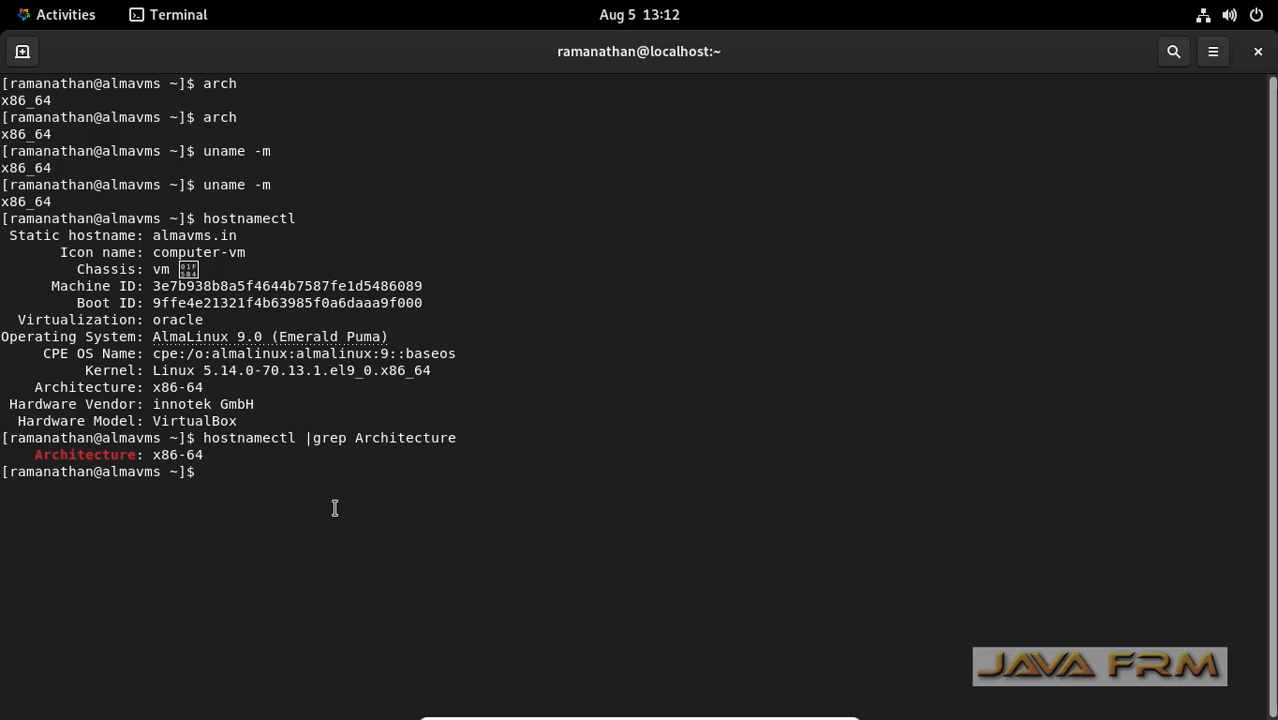 Activities
Terminal
Aug 5 13:12
ramanathan@localhost:~
[ramanathan@almavms ~]$ arch
x86_64
[ramanathan@almavms ~]$ arch
x86_64
[ramanathan@almavms ~]$ uname -m
x86_64
[ramanathan@almavms ~]$ uname -m
x86_64
[ramanathan@almavms ~]$ hostnamectl
Static hostname: almavms.in
Icon name: computer-vm
Chassis: vm 01F5B4
Machine ID: 3e7b938b8a5f4644b7587fe1d5486089
Boot ID: 9ffe4e21321f4b63985f0a6daaa9f000
Virtualization: oracle
Operating System: AlmaLinux 9.0 (Emerald Puma)
CPE OS Name: cpe:/o:almalinux:almalinux:9::baseos
Kernel: Linux 5.14.0-70.13.1.el9_0.x86_64
Architecture: x86-64
Hardware Vendor: innotek GmbH
Hardware Model: VirtualBox
[ramanathan@almavms ~]$ hostnamectl |grep Architecture
Architecture: x86-64
[ramanathan@almavms ~]$
JAVA FRM